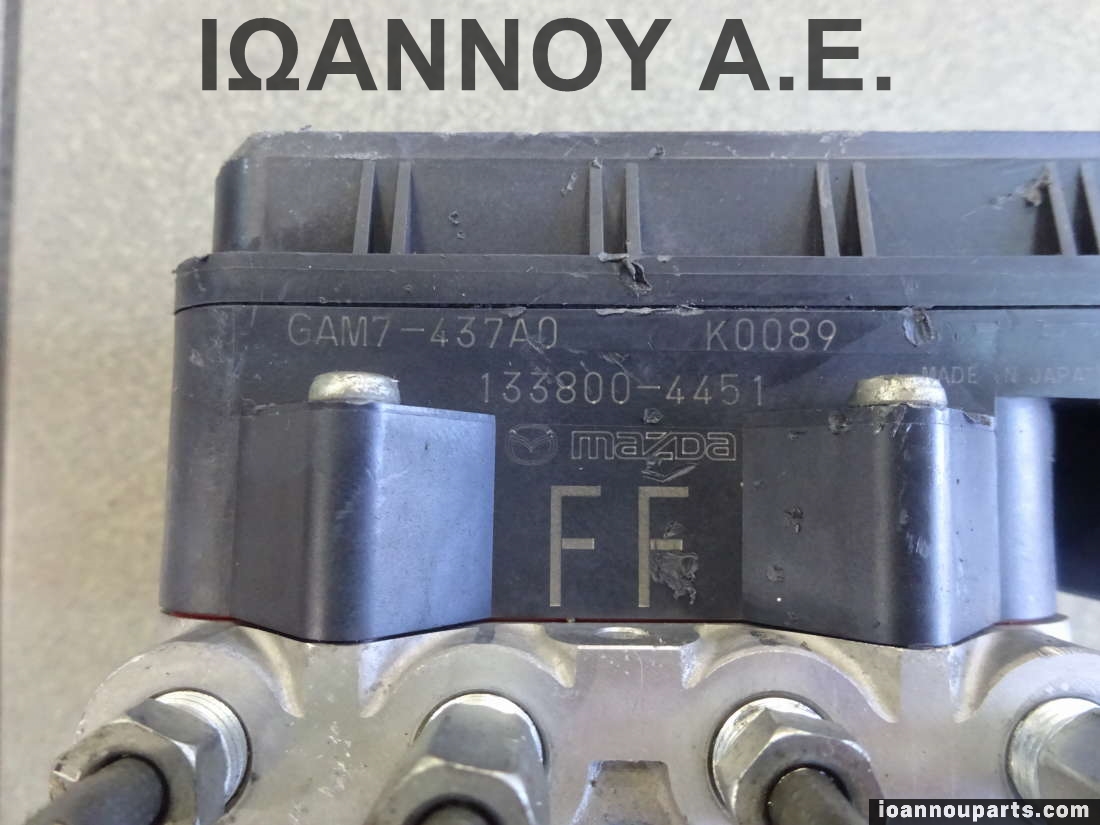 ΙΩΑΝΝΟΥ Α.Ε.
GAM7-437A0 K0089
133800-4451
MADE IN JAPAN
mazda
FF
ioannouparts.com